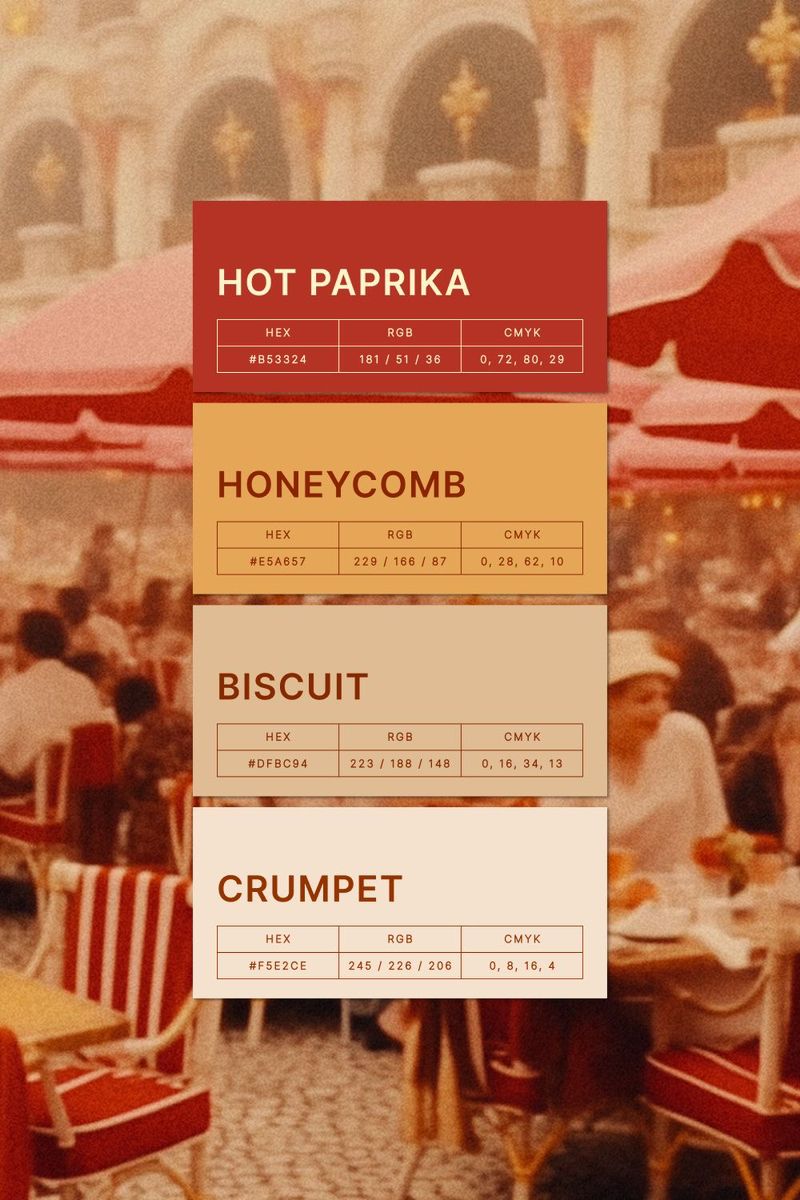 HOT PAPRIKA
HEX RGB CMYK
#B53324 181 / 51 / 36 0, 72, 80, 29
HONEYCOMB
HEX RGB CMYK
#E5A657 229 / 166 / 87 0, 28, 62, 10
BISCUIT
HEX RGB CMYK
#DFBC94 223 / 188 / 148 0, 16, 34, 13
CRUMPET
HEX RGB CMYK
#F5E2CE 245 / 226 / 206 0, 8, 16, 4